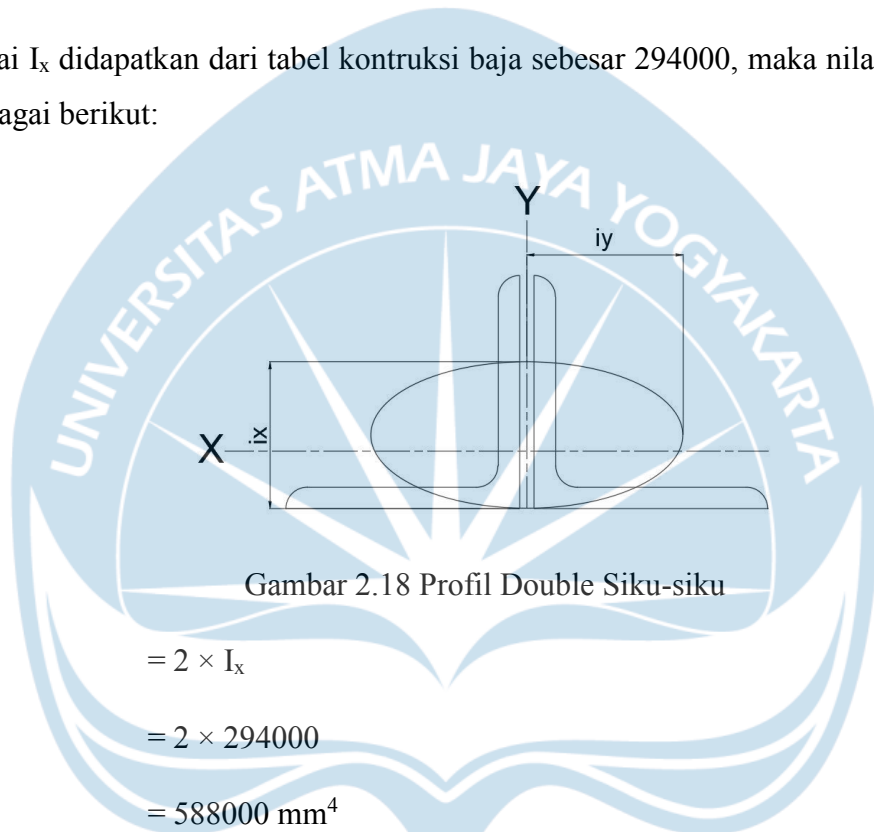 ai Iₓ didapatkan dari tabel kontruksi baja sebesar 294000, maka nila
agai berikut:
UNIVERSITAS ATMA JAYA YOGYAKARTA
Y
iy
X
ix
Gambar 2.18 Profil Double Siku-siku
= 2 × Iₓ
= 2 × 294000
= 588000 mm⁴